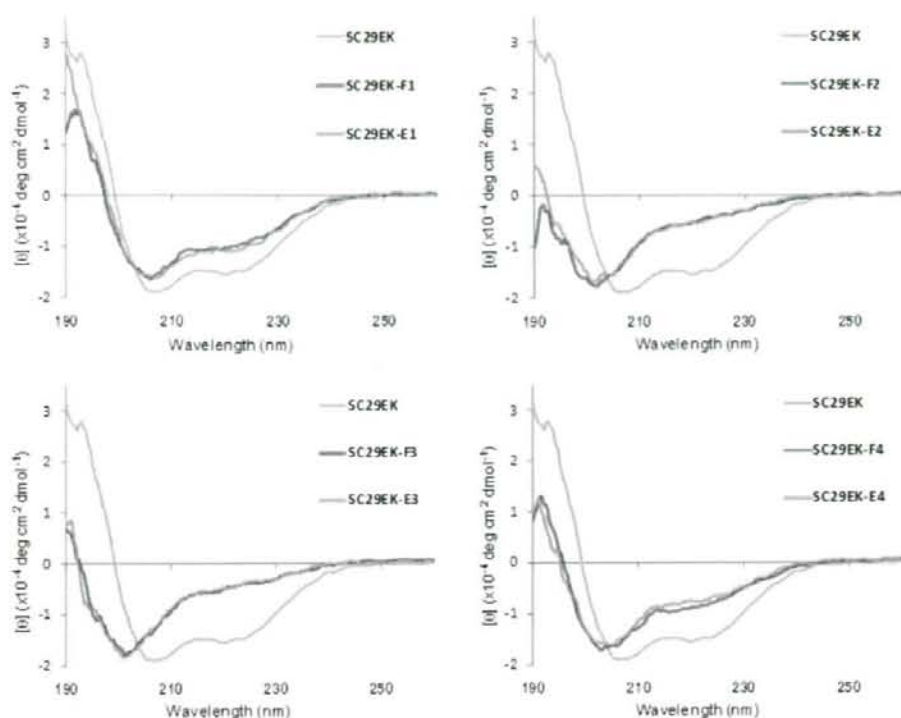 SC29EK
SC29EK-F1
SC29EK-E1
[θ] (x10⁻⁴ deg cm² dmol⁻¹)
3
2
1
0
-1
-2
190
210
230
250
Wavelength (nm)
SC29EK
SC29EK-F2
SC29EK-E2
[θ] (x10⁻⁴ deg cm² dmol⁻¹)
3
2
1
0
-1
-2
190
210
230
250
Wavelength (nm)
SC29EK
SC29EK-F3
SC29EK-E3
[θ] (x10⁻⁴ deg cm² dmol⁻¹)
3
2
1
0
-1
-2
190
210
230
250
Wavelength (nm)
SC29EK
SC29EK-F4
SC29EK-E4
[θ] (x10⁻⁴ deg cm² dmol⁻¹)
3
2
1
0
-1
-2
190
210
230
250
Wavelength (nm)